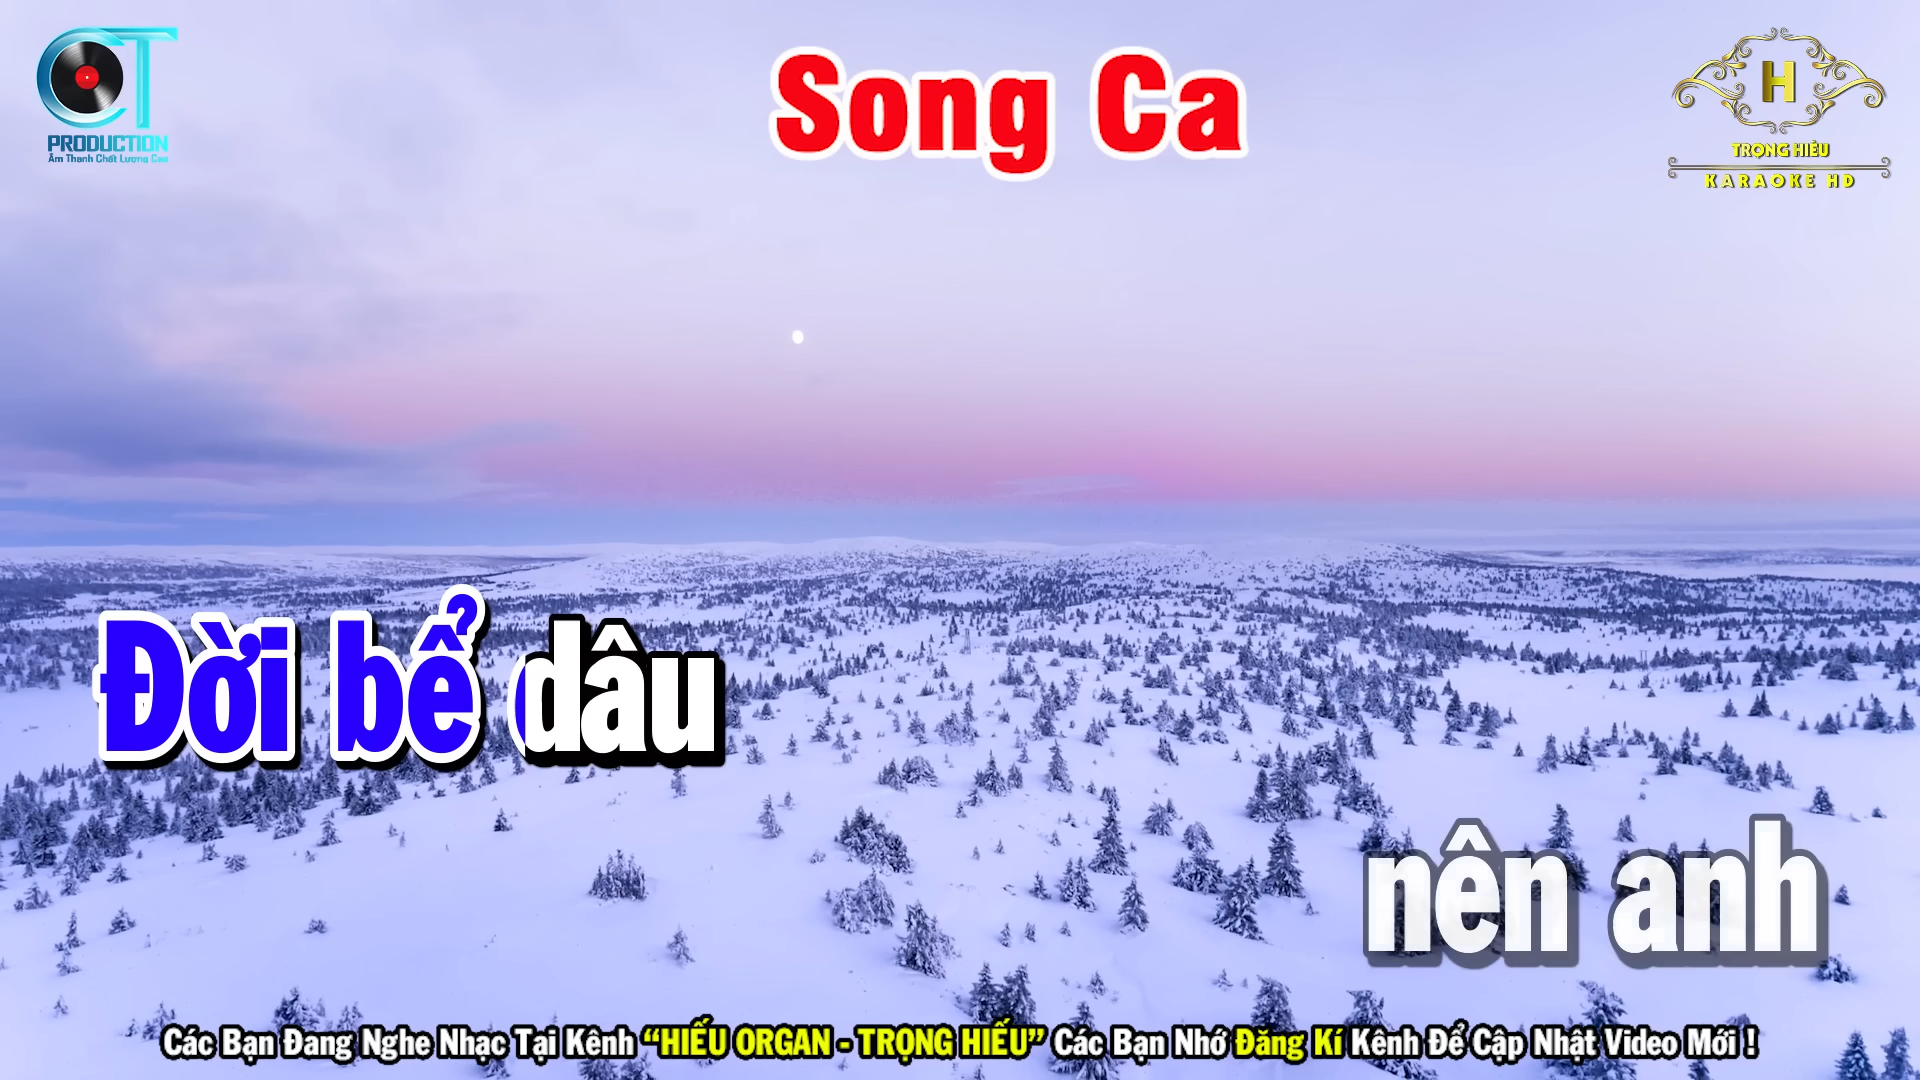 CT
PRODUCTION
Âm Thanh Chất Lượng Cao
Song Ca
H
TRỌNG HIẾU
KARAOKE HD
Đời bể dâu
nên anh
Các Bạn Đang Nghe Nhạc Tại Kênh “HIẾU ORGAN - TRỌNG HIẾU” Các Bạn Nhớ Đăng Kí Kênh Để Cập Nhật Video Mới !